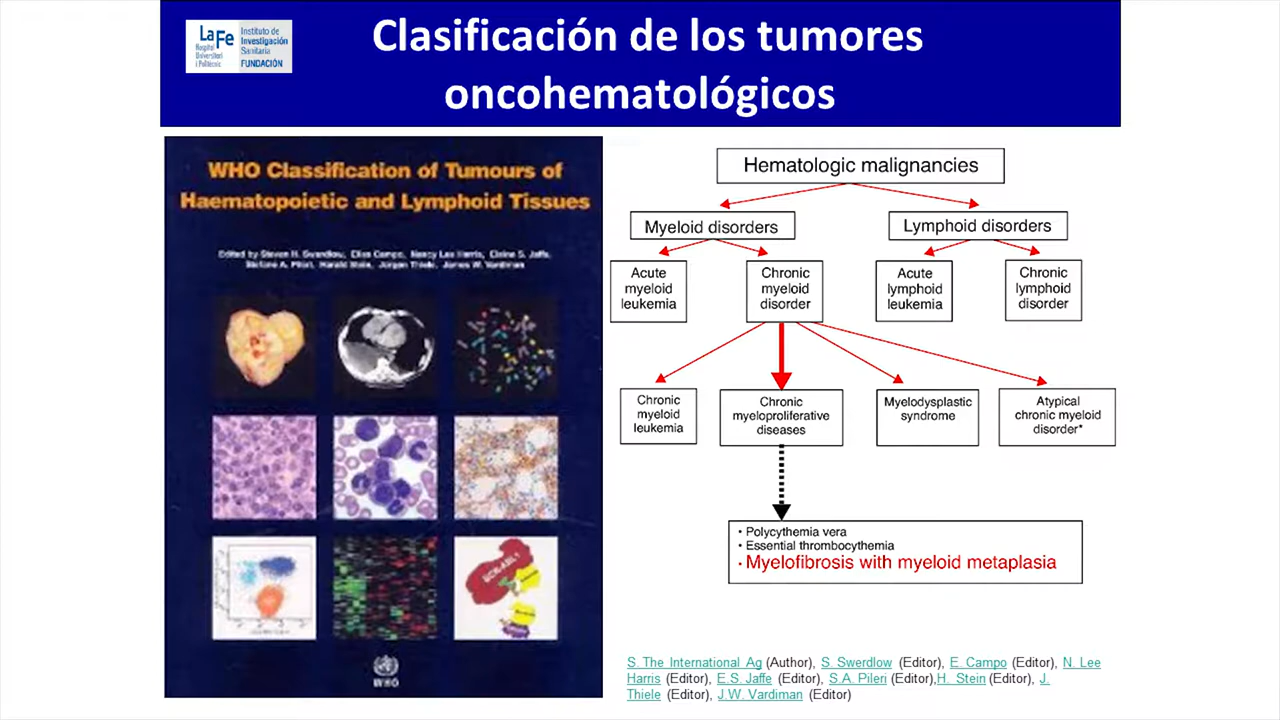 LaFe
Hospital
Universitari
i Politècnic
Instituto de
Investigación
Sanitaria
FUNDACIÓN
Clasificación de los tumores
oncohematológicos
WHO Classification of Tumours of
Haematopoietic and Lymphoid Tissues
Edited by Steven H. Swerdlow, Elias Campo, Nancy Lee Harris, Elaine S. Jaffe,
Stefano A. Pileri, Harald Stein, Jürgen Thiele, James W. Vardiman
BCR-ABL1
WHO
Hematologic malignancies
Myeloid disorders
Lymphoid disorders
Acute
myeloid
leukemia
Chronic
myeloid
disorder
Acute
lymphoid
leukemia
Chronic
lymphoid
disorder
Chronic
myeloid
leukemia
Chronic
myeloproliferative
diseases
Myelodysplastic
syndrome
Atypical
chronic myeloid
disorder*
• Polycythemia vera
• Essential thrombocythemia
• Myelofibrosis with myeloid metaplasia
S. The International Ag (Author), S. Swerdlow (Editor), E. Campo (Editor), N. Lee
Harris (Editor), E.S. Jaffe (Editor), S.A. Pileri (Editor),H. Stein (Editor), J.
Thiele (Editor), J.W. Vardiman (Editor)